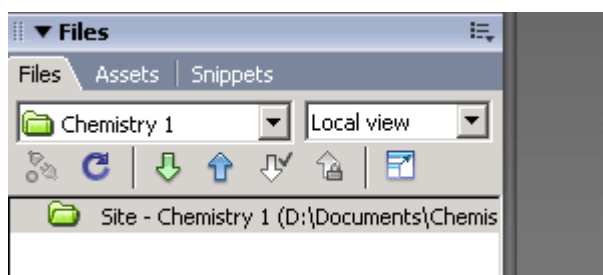 Files
Files Assets Snippets
Chemistry 1 Local view
Site - Chemistry 1 (D:\Documents\Chemis